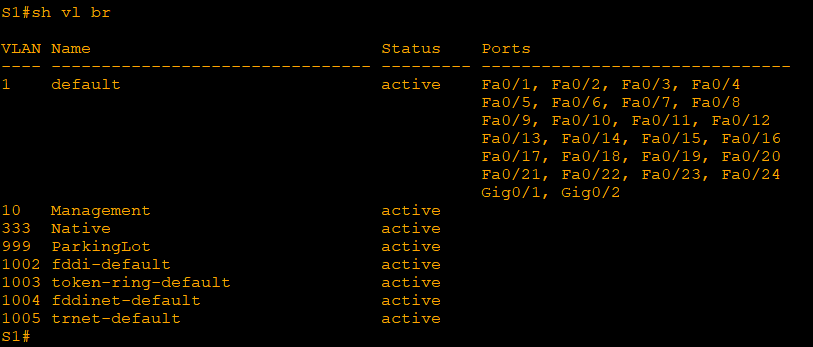 S1#sh vl br
VLAN Name Status Ports
---- -------------------------------- --------- -------------------------------
1 default active Fa0/1, Fa0/2, Fa0/3, Fa0/4
Fa0/5, Fa0/6, Fa0/7, Fa0/8
Fa0/9, Fa0/10, Fa0/11, Fa0/12
Fa0/13, Fa0/14, Fa0/15, Fa0/16
Fa0/17, Fa0/18, Fa0/19, Fa0/20
Fa0/21, Fa0/22, Fa0/23, Fa0/24
Gig0/1, Gig0/2
10 Management active
333 Native active
999 ParkingLot active
1002 fddi-default active
1003 token-ring-default active
1004 fddinet-default active
1005 trnet-default active
S1#